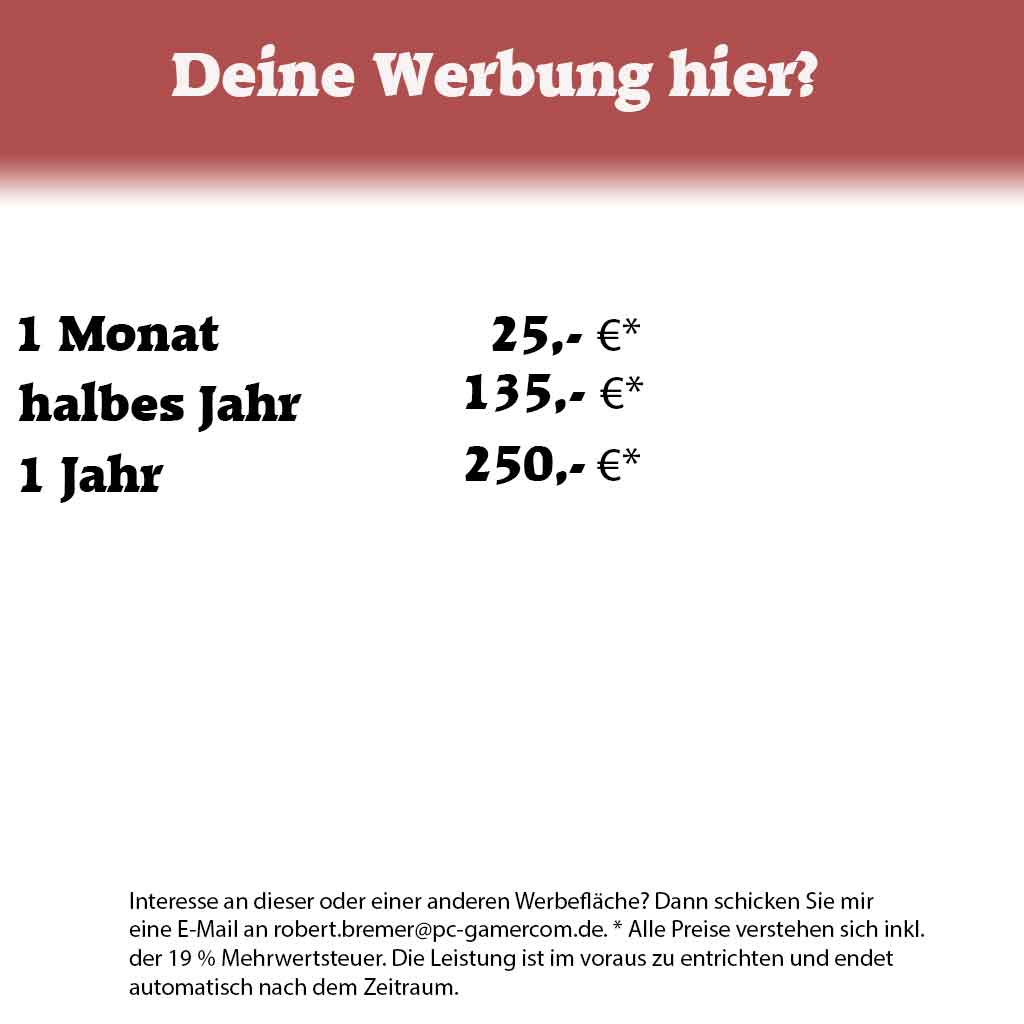 Deine Werbung hier?
1 Monat 25,- €*
halbes Jahr 135,- €*
1 Jahr 250,- €*
Interesse an dieser oder einer anderen Werbefläche? Dann schicken Sie mir
eine E-Mail an robert.bremer@pc-gamercom.de. * Alle Preise verstehen sich inkl.
der 19 % Mehrwertsteuer. Die Leistung ist im voraus zu entrichten und endet
automatisch nach dem Zeitraum.